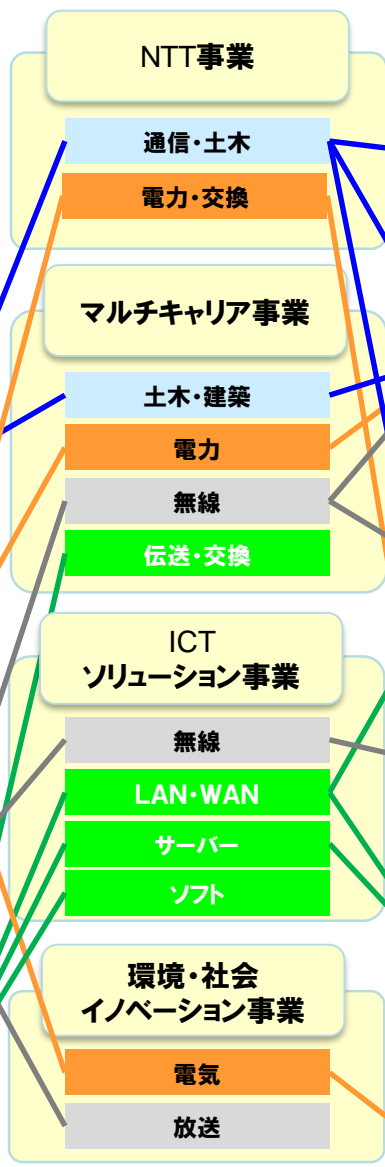 NTT事業
通信・土木
電力・交換
マルチキャリア事業
土木・建築
電力
無線
伝送・交換
ICT
ソリューション事業
無線
LAN・WAN
サーバー
ソフト
環境・社会
イノベーション事業
電気
放送